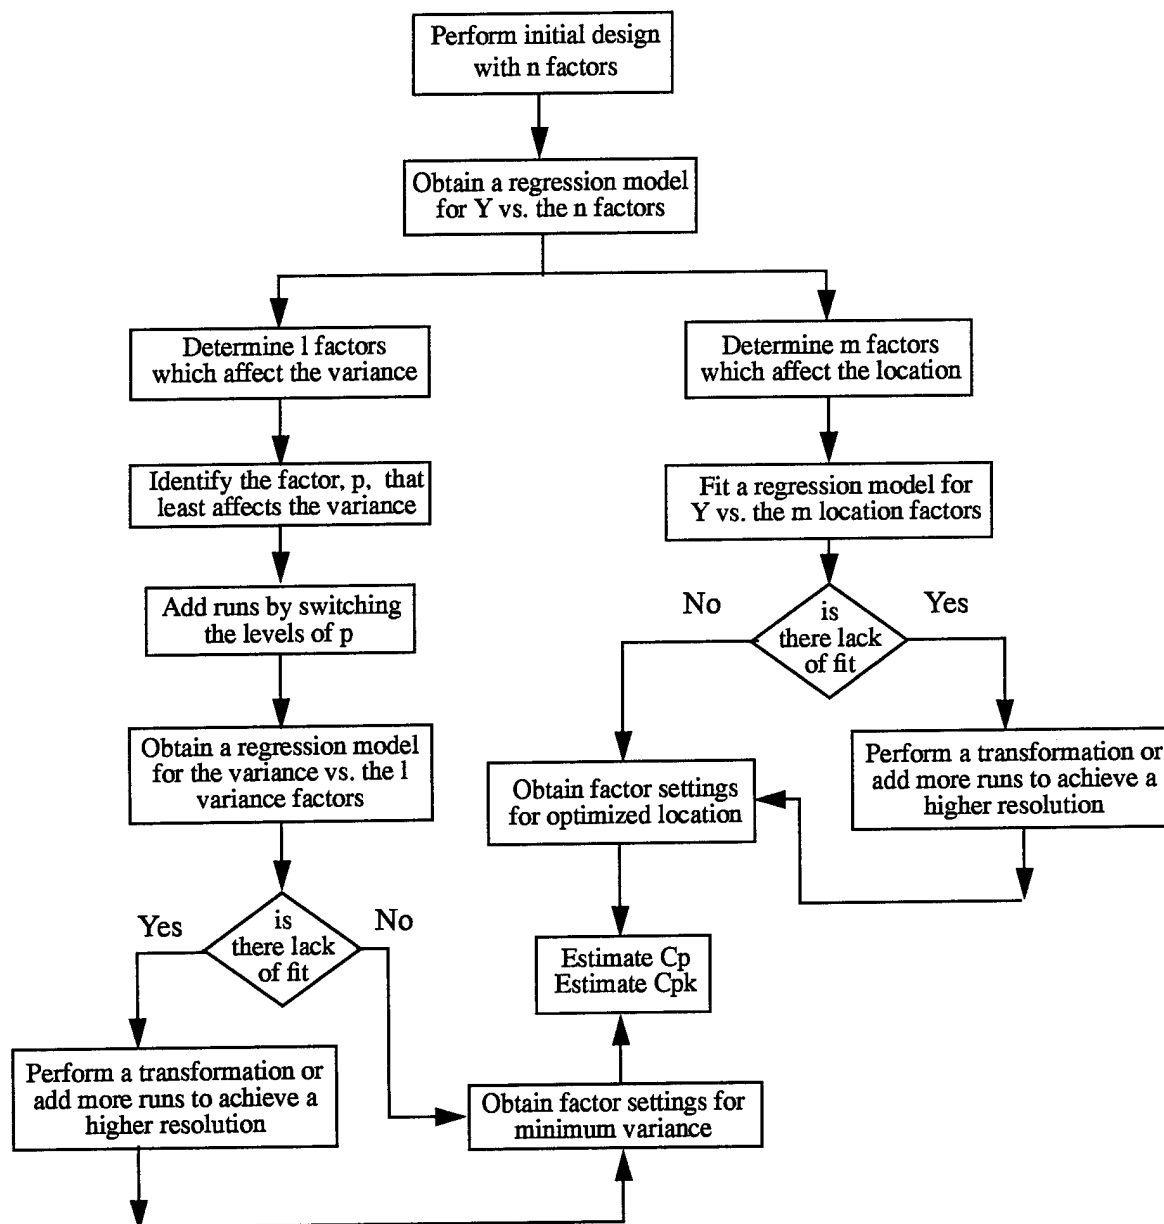 Perform initial design
with n factors
Obtain a regression model
for Y vs. the n factors
Determine l factors
which affect the variance
Determine m factors
which affect the location
Identify the factor, p, that
least affects the variance
Fit a regression model for
Y vs. the m location factors
Add runs by switching
the levels of p
No
is
there lack
of fit
Yes
Obtain a regression model
for the variance vs. the l
variance factors
Obtain factor settings
for optimized location
Perform a transformation or
add more runs to achieve a
higher resolution
Yes
is
there lack
of fit
No
Estimate Cp
Estimate Cpk
Perform a transformation or
add more runs to achieve a
higher resolution
Obtain factor settings for
minimum variance